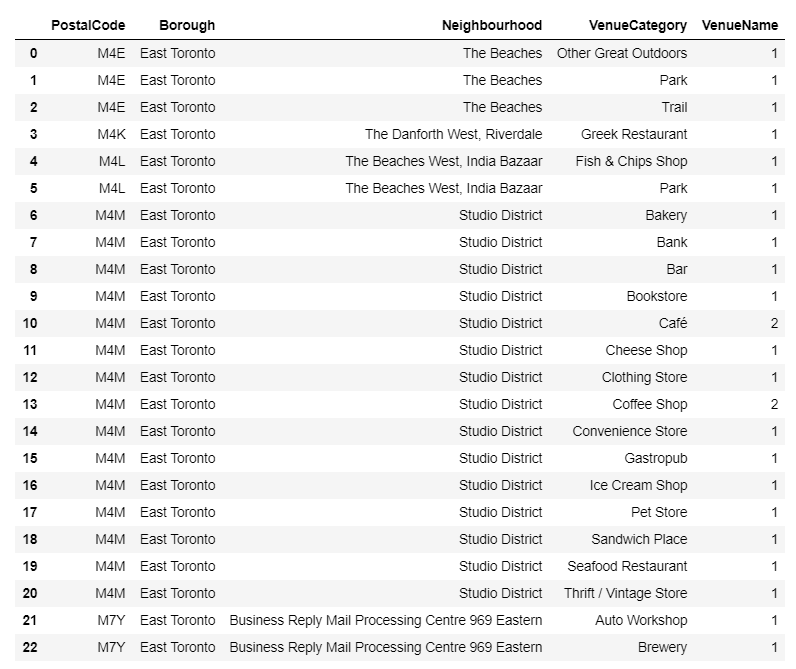 PostalCode Borough Neighbourhood VenueCategory VenueName
0 M4E East Toronto The Beaches Other Great Outdoors 1
1 M4E East Toronto The Beaches Park 1
2 M4E East Toronto The Beaches Trail 1
3 M4K East Toronto The Danforth West, Riverdale Greek Restaurant 1
4 M4L East Toronto The Beaches West, India Bazaar Fish & Chips Shop 1
5 M4L East Toronto The Beaches West, India Bazaar Park 1
6 M4M East Toronto Studio District Bakery 1
7 M4M East Toronto Studio District Bank 1
8 M4M East Toronto Studio District Bar 1
9 M4M East Toronto Studio District Bookstore 1
10 M4M East Toronto Studio District Café 2
11 M4M East Toronto Studio District Cheese Shop 1
12 M4M East Toronto Studio District Clothing Store 1
13 M4M East Toronto Studio District Coffee Shop 2
14 M4M East Toronto Studio District Convenience Store 1
15 M4M East Toronto Studio District Gastropub 1
16 M4M East Toronto Studio District Ice Cream Shop 1
17 M4M East Toronto Studio District Pet Store 1
18 M4M East Toronto Studio District Sandwich Place 1
19 M4M East Toronto Studio District Seafood Restaurant 1
20 M4M East Toronto Studio District Thrift / Vintage Store 1
21 M7Y East Toronto Business Reply Mail Processing Centre 969 Eastern Auto Workshop 1
22 M7Y East Toronto Business Reply Mail Processing Centre 969 Eastern Brewery 1